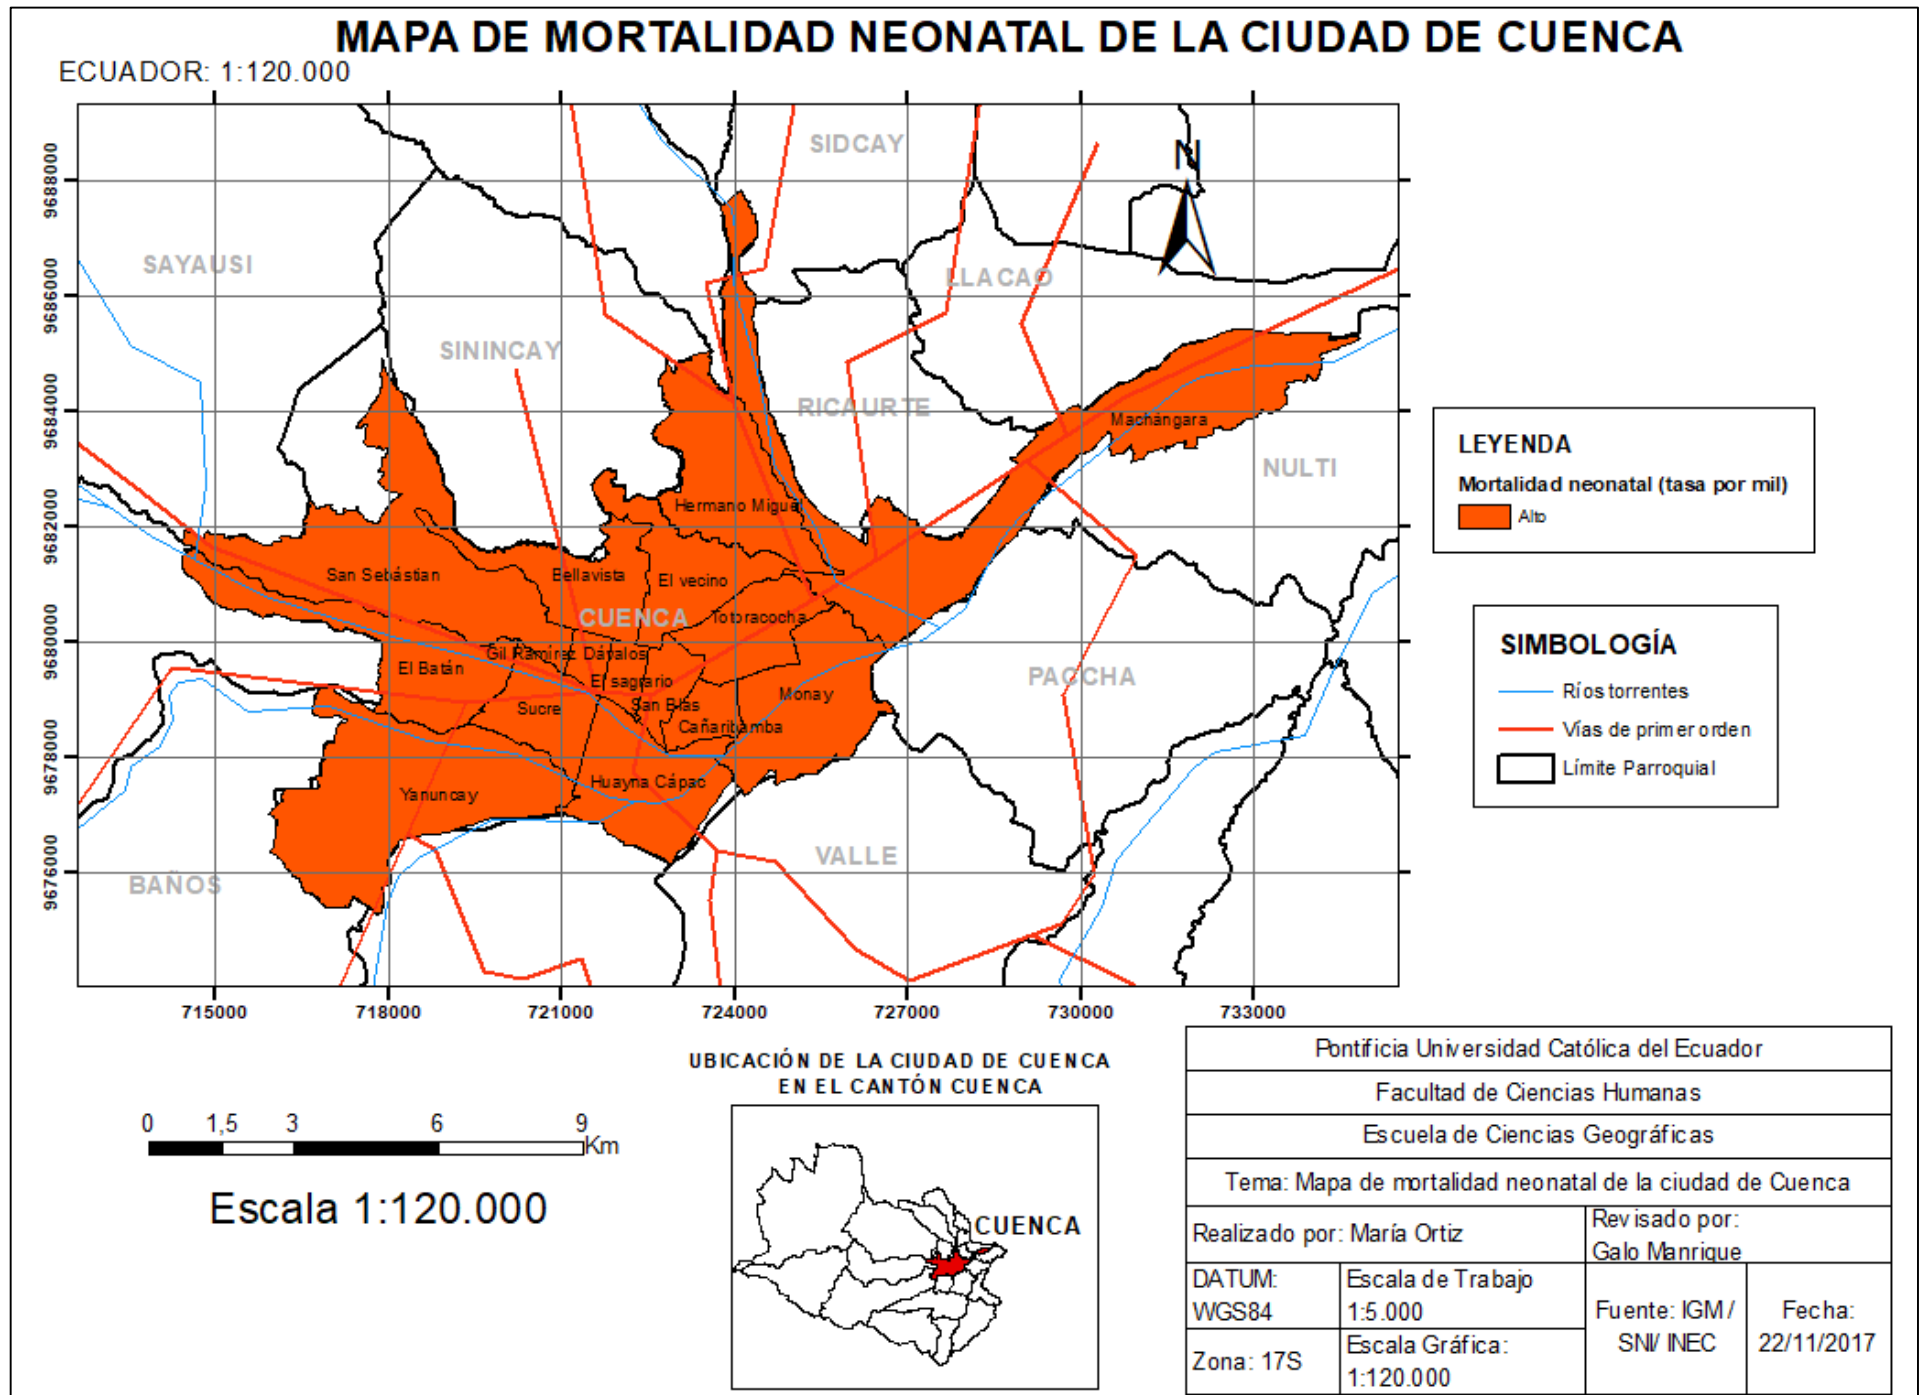 MAPA DE MORTALIDAD NEONATAL DE LA CIUDAD DE CUENCA
ECUADOR: 1:120.000
9688000
9686000
9684000
9682000
9680000
9678000
9676000
SIDCAY
N
SAYAUSI
LLACAO
SININCAY
RICAURTE
Machángara
NULTI
Hermano Miguel
San Sebástian
Bellavista
El vecino
CUENCA
Totoracocha
Gil Ramírez Dávalos
El Batán
El sagrario
PACCHA
Monay
Sucre
San Blas
Cañaribamba
Huayna Cápac
Yanuncay
VALLE
BAÑOS
715000 718000 721000 724000 727000 730000 733000
LEYENDA
Mortalidad neonatal (tasa por mil)
Alto
SIMBOLOGÍA
Ríos torrentes
Vías de primer orden
Límite Parroquial
0 1,5 3 6 9
Km
Escala 1:120.000
UBICACIÓN DE LA CIUDAD DE CUENCA
EN EL CANTÓN CUENCA
CUENCA
Pontificia Universidad Católica del Ecuador
Facultad de Ciencias Humanas
Escuela de Ciencias Geográficas
Tema: Mapa de mortalidad neonatal de la ciudad de Cuenca
Realizado por: María Ortiz
Revisado por:
Galo Manrique
DATUM:
WGS84
Escala de Trabajo
1:5.000
Zona: 17S
Escala Gráfica:
1:120.000
Fuente: IGM /
SNI/ INEC
Fecha:
22/11/2017